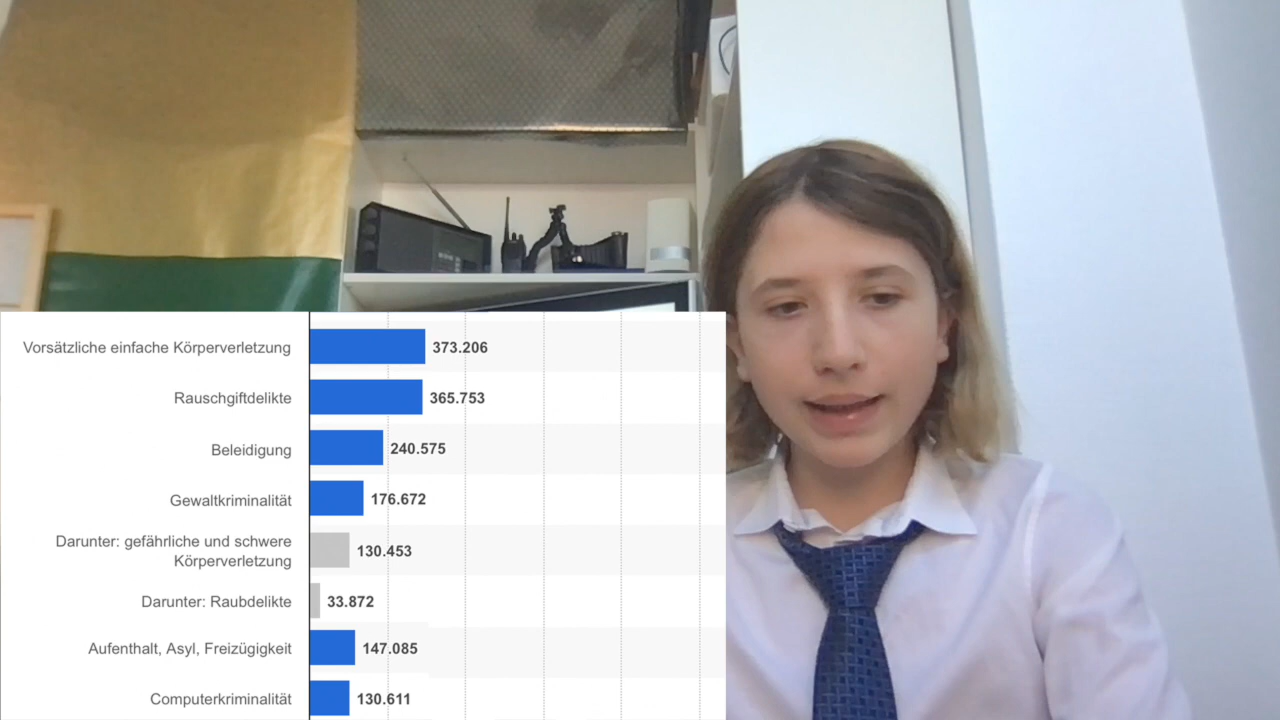 Vorsätzliche einfache Körperverletzung 373.206
Rauschgiftdelikte 365.753
Beleidigung 240.575
Gewaltkriminalität 176.672
Darunter: gefährliche und schwere
Körperverletzung 130.453
Darunter: Raubdelikte 33.872
Aufenthalt, Asyl, Freizügigkeit 147.085
Computerkriminalität 130.611